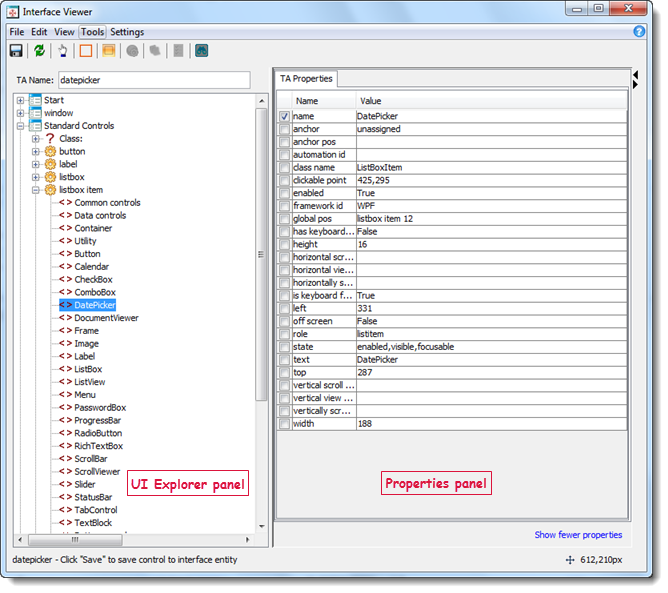 Interface Viewer
File Edit View Tools Settings
TA Name: datepicker
Start
window
Standard Controls
Class:
button
label
listbox
listbox item
Common controls
Data controls
Container
Utility
Button
Calendar
CheckBox
ComboBox
DatePicker
DocumentViewer
Frame
Image
Label
ListBox
ListView
Menu
PasswordBox
ProgressBar
RadioButton
RichTextBox
ScrollBar
ScrollViewer
Slider
StatusBar
TabControl
TextBlock
UI Explorer panel
TA Properties
Name Value
name DatePicker
anchor unassigned
anchor pos
automation id
class name ListBoxItem
clickable point 425,295
enabled True
framework id WPF
global pos listbox item 12
has keyboard... False
height 16
horizontal scr...
horizontal vie...
horizontally s...
is keyboard f... True
left 331
off screen False
role listitem
state enabled,visible,focusable
text DatePicker
top 287
vertical scroll ...
vertical view ...
vertically scr...
width 188
Properties panel
Show fewer properties
datepicker - Click "Save" to save control to interface entity
612,210px